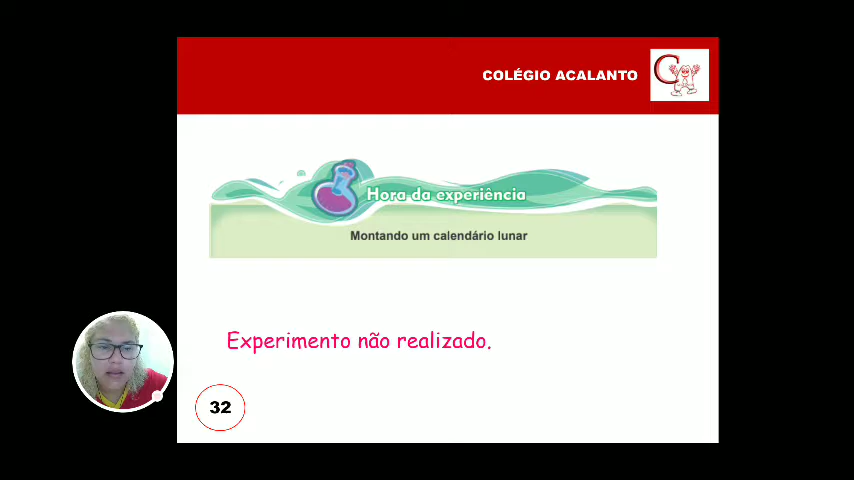 COLÉGIO ACALANTO
C
Hora da experiência
Montando um calendário lunar
Experimento não realizado.
32